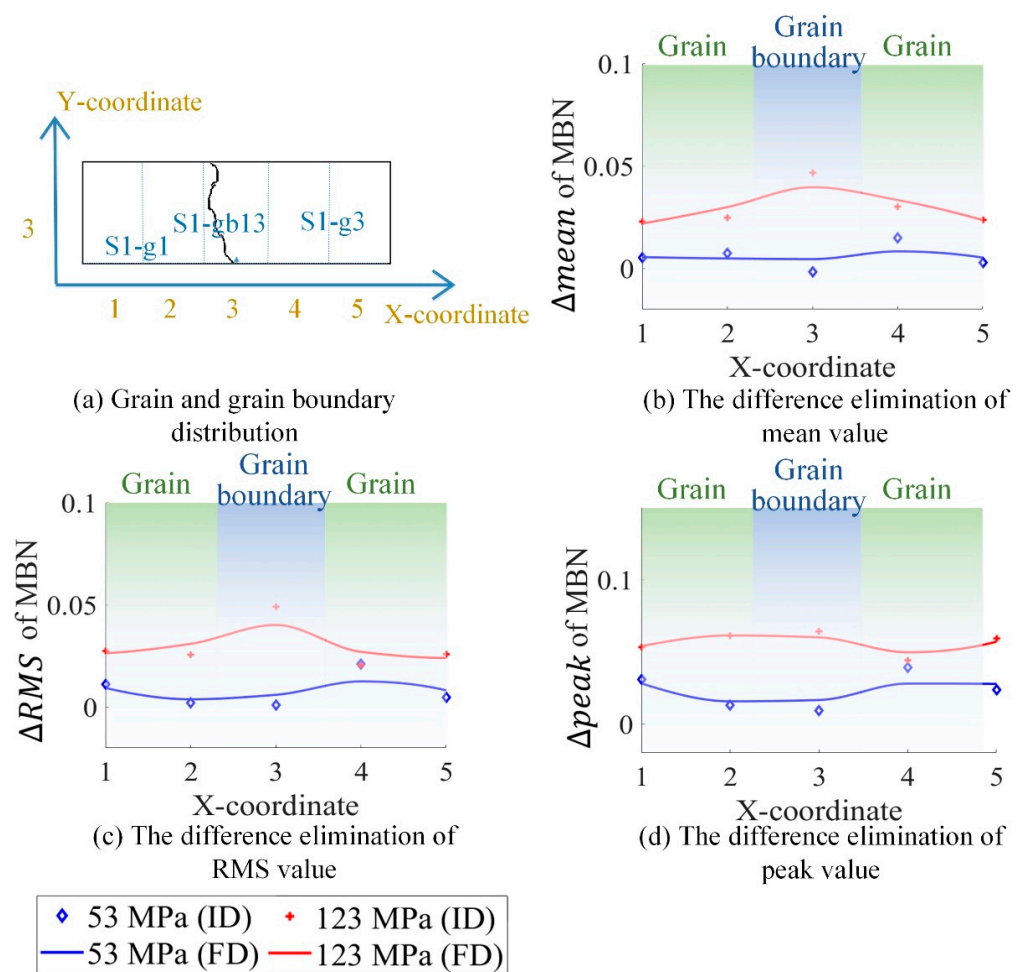 Y-coordinate
3
S1-g1
S1-gb13
S1-g3
1 2 3 4 5
X-coordinate
(a) Grain and grain boundary
distribution
Grain
Grain
boundary
Grain
0.1
0.05
0
Δmean of MBN
1 2 3 4 5
X-coordinate
(b) The difference elimination of
mean value
Grain
Grain
boundary
Grain
0.1
0.05
0
ΔRMS of MBN
1 2 3 4 5
X-coordinate
(c) The difference elimination of
RMS value
Grain
Grain
boundary
Grain
0.1
0.05
0
Δpeak of MBN
1 2 3 4 5
X-coordinate
(d) The difference elimination of
peak value
53 MPa (ID) 123 MPa (ID)
53 MPa (FD) 123 MPa (FD)